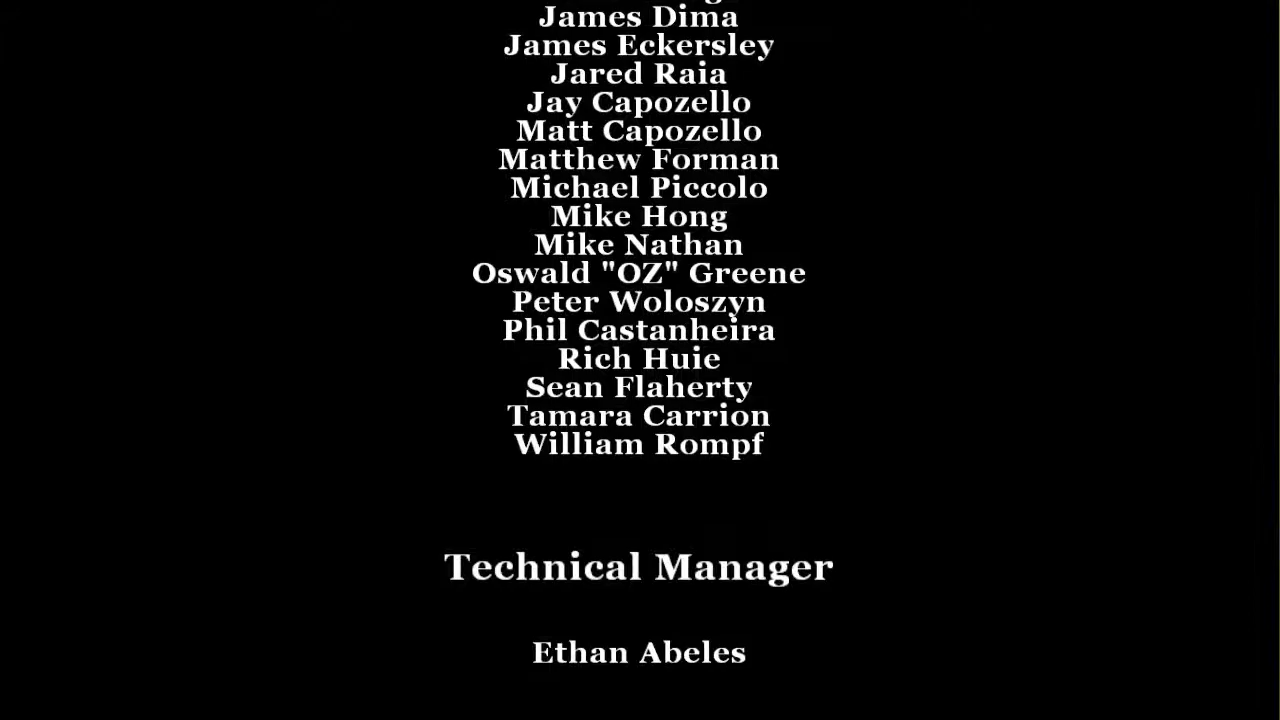 James Dima
James Eckersley
Jared Raia
Jay Capozello
Matt Capozello
Matthew Forman
Michael Piccolo
Mike Hong
Mike Nathan
Oswald "OZ" Greene
Peter Woloszyn
Phil Castanheira
Rich Huie
Sean Flaherty
Tamara Carrion
William Rompf
Technical Manager
Ethan Abeles